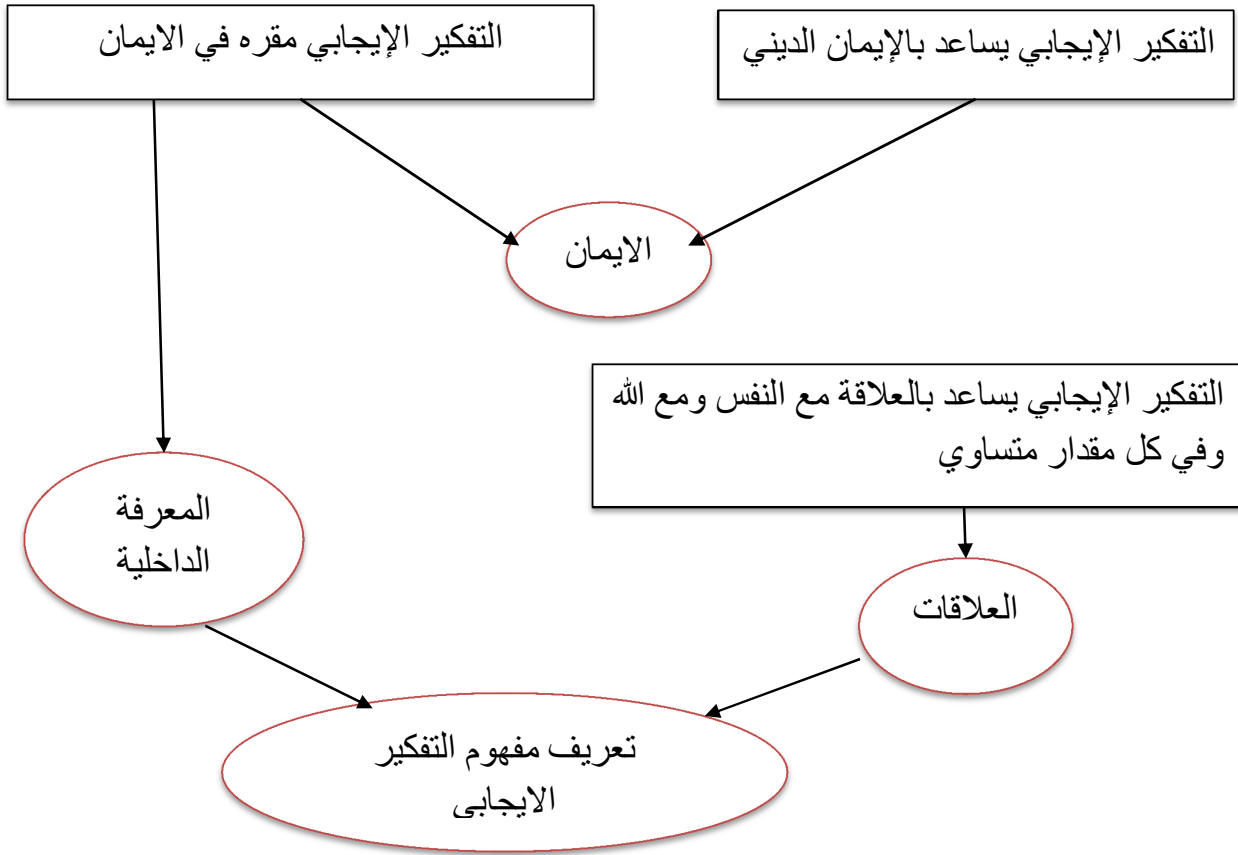 التفكير الإيجابي يساعد بالإيمان الديني
التفكير الإيجابي مقره في الايمان
الايمان
التفكير الإيجابي يساعد بالعلاقة مع النفس ومع الله
وفي كل مقدار متساوي
المعرفة
الداخلية
العلاقات
تعريف مفهوم التفكير
الايجابي